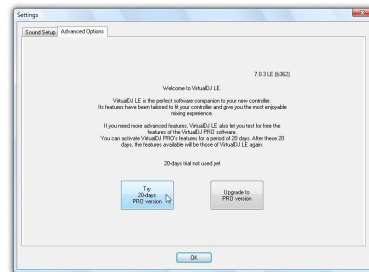 Settings
Sound Setup
Advanced Options
7.0.3 LE (b362)
Welcome to VirtualDJ LE.
VirtualDJ LE is the perfect software companion to your new controller.
Its features have been tailored to fit your controller and give you the most enjoyable
mixing experience.
If you need more advanced features, VirtualDJ LE also let you test for free the
features of the VirtualDJ PRO software.
You can activate VirtualDJ PRO's features for a period of 20 days. After these 20
days, the features available will be those of VirtualDJ LE again.
20-days trial not used yet
Try
20-days
PRO version
Upgrade to
PRO version
OK